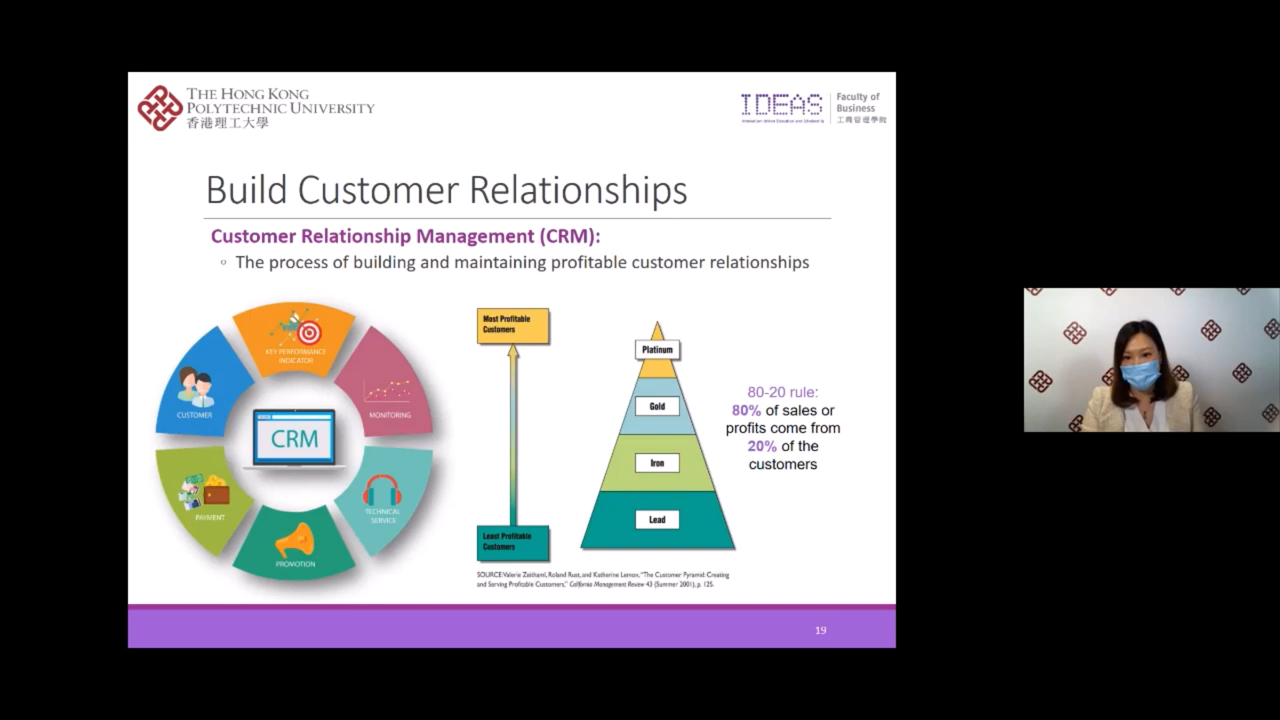 THE HONG KONG
POLYTECHNIC UNIVERSITY
香港理工大學
IDEAS
Faculty of
Business
工商管理學院
Build Customer Relationships
Customer Relationship Management (CRM):
The process of building and maintaining profitable customer relationships
KEY PERFORMANCE
INDICATOR
CUSTOMER
MONITORING
CRM
PAYMENT
TECHNICAL
SERVICE
PROMOTION
Most Profitable
Customers
Least Profitable
Customers
Platinum
Gold
Iron
Lead
80-20 rule:
80% of sales or
profits come from
20% of the
customers
SOURCE: Valerie Zeithaml, Roland Rust, and Katherine Lemon, "The Customer Pyramid: Creating
and Serving Profitable Customers," California Management Review 43 (Summer 2001), p. 125.
19